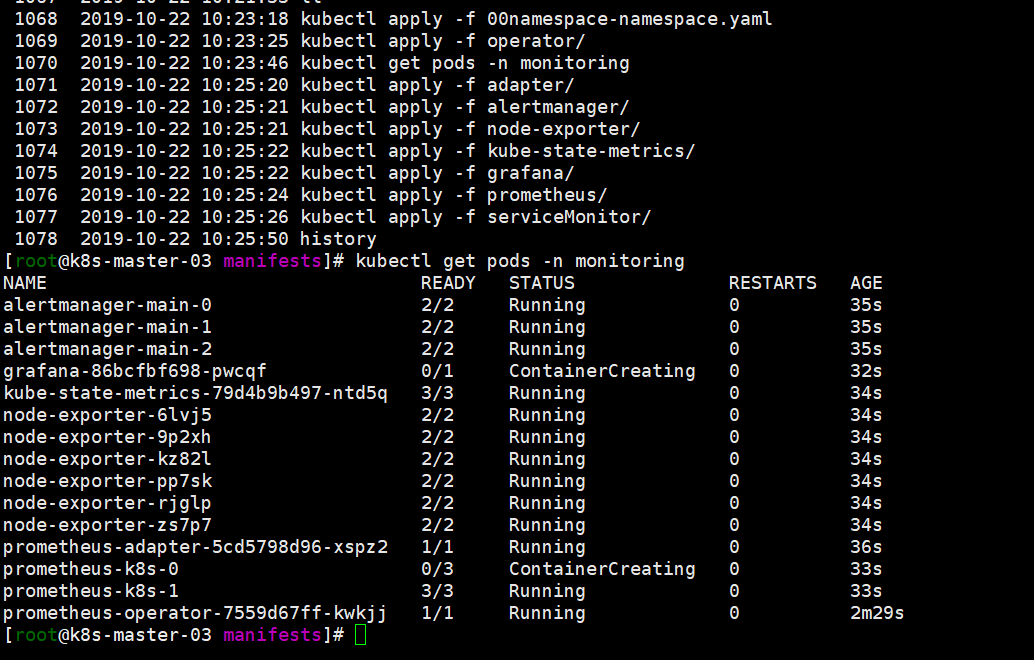 1068  2019-10-22 10:23:18 kubectl apply -f 00namespace-namespace.yaml
1069  2019-10-22 10:23:25 kubectl apply -f operator/
1070  2019-10-22 10:23:46 kubectl get pods -n monitoring
1071  2019-10-22 10:25:20 kubectl apply -f adapter/
1072  2019-10-22 10:25:21 kubectl apply -f alertmanager/
1073  2019-10-22 10:25:21 kubectl apply -f node-exporter/
1074  2019-10-22 10:25:22 kubectl apply -f kube-state-metrics/
1075  2019-10-22 10:25:22 kubectl apply -f grafana/
1076  2019-10-22 10:25:24 kubectl apply -f prometheus/
1077  2019-10-22 10:25:26 kubectl apply -f serviceMonitor/
1078  2019-10-22 10:25:50 history
[root@k8s-master-03 manifests]# kubectl get pods -n monitoring
NAME                                  READY   STATUS              RESTARTS   AGE
alertmanager-main-0                   2/2     Running             0          35s
alertmanager-main-1                   2/2     Running             0          35s
alertmanager-main-2                   2/2     Running             0          35s
grafana-86bcfbf698-pwcqf              0/1     ContainerCreating   0          32s
kube-state-metrics-79d4b9b497-ntd5q   3/3     Running             0          34s
node-exporter-6lvj5                   2/2     Running             0          34s
node-exporter-9p2xh                   2/2     Running             0          34s
node-exporter-kz82l                   2/2     Running             0          34s
node-exporter-pp7sk                   2/2     Running             0          34s
node-exporter-rjglp                   2/2     Running             0          34s
node-exporter-zs7p7                   2/2     Running             0          34s
prometheus-adapter-5cd5798d96-xspz2   1/1     Running             0          36s
prometheus-k8s-0                      0/3     ContainerCreating   0          33s
prometheus-k8s-1                      3/3     Running             0          33s
prometheus-operator-7559d67ff-kwkjj   1/1     Running             0          2m29s
[root@k8s-master-03 manifests]#